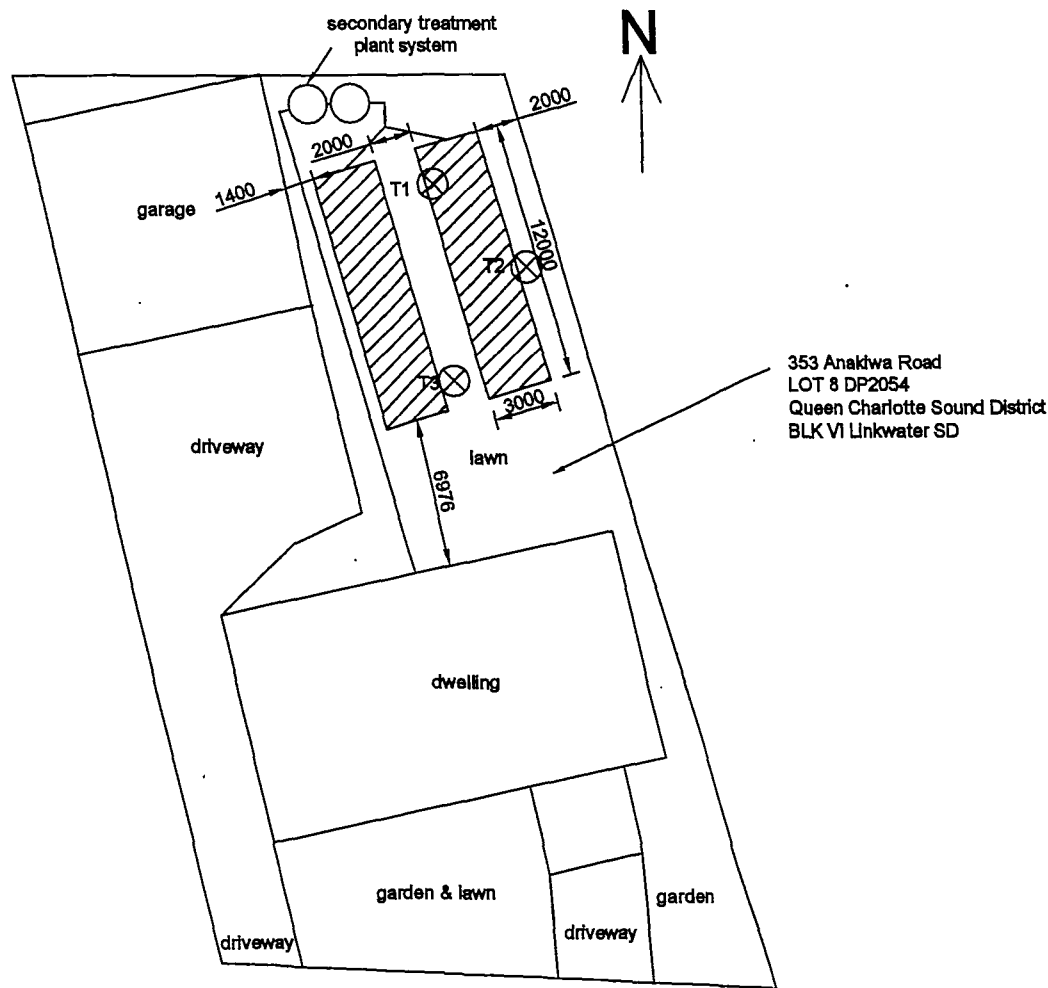 secondary treatment
plant system
N
2000
2000
1400
T1
garage
12000
T2
353 Anakiwa Road
LOT 8 DP2054
Queen Charlotte Sound District
BLK VI Linkwater SD
T3
3000
driveway
lawn
6976
dwelling
garden & lawn
garden
driveway
driveway